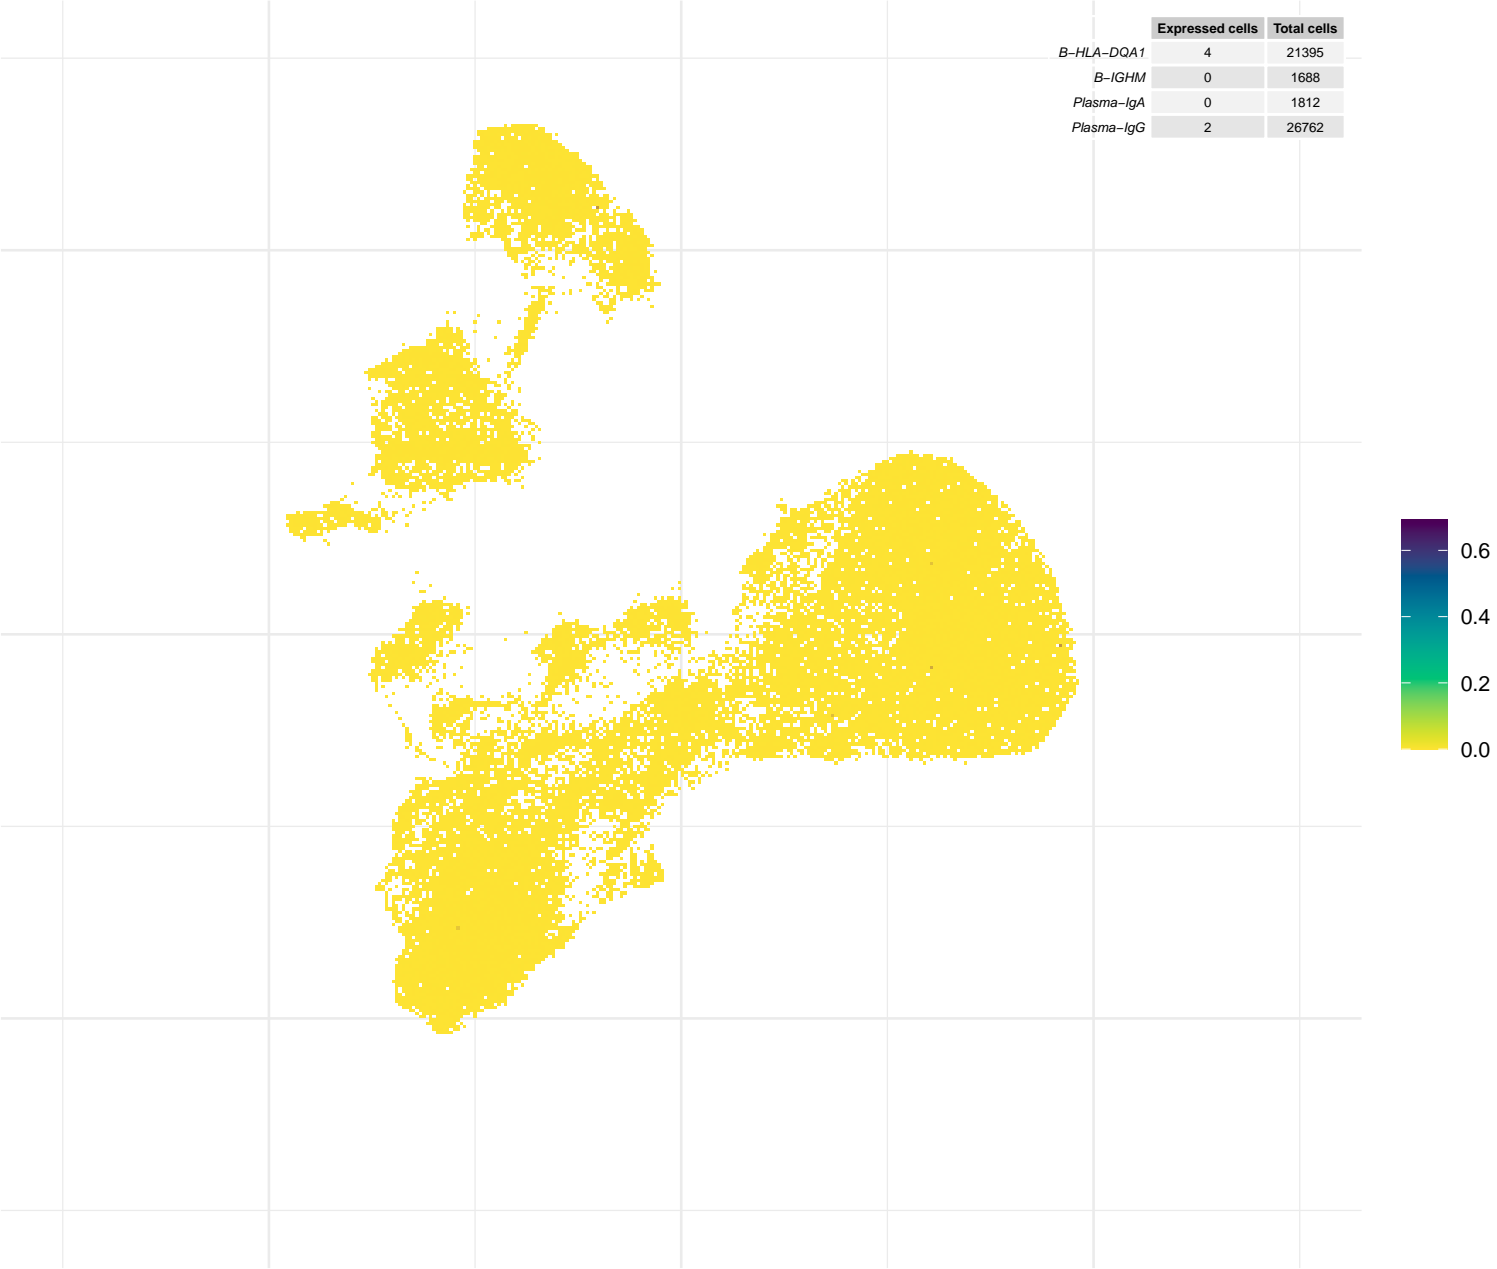 Expressed cells Total cells
B−HLA−DQA1 4 21395
B−IGHM 0 1688
Plasma−IgA 0 1812
Plasma−IgG 2 26762
0.6
0.4
0.2
0.0